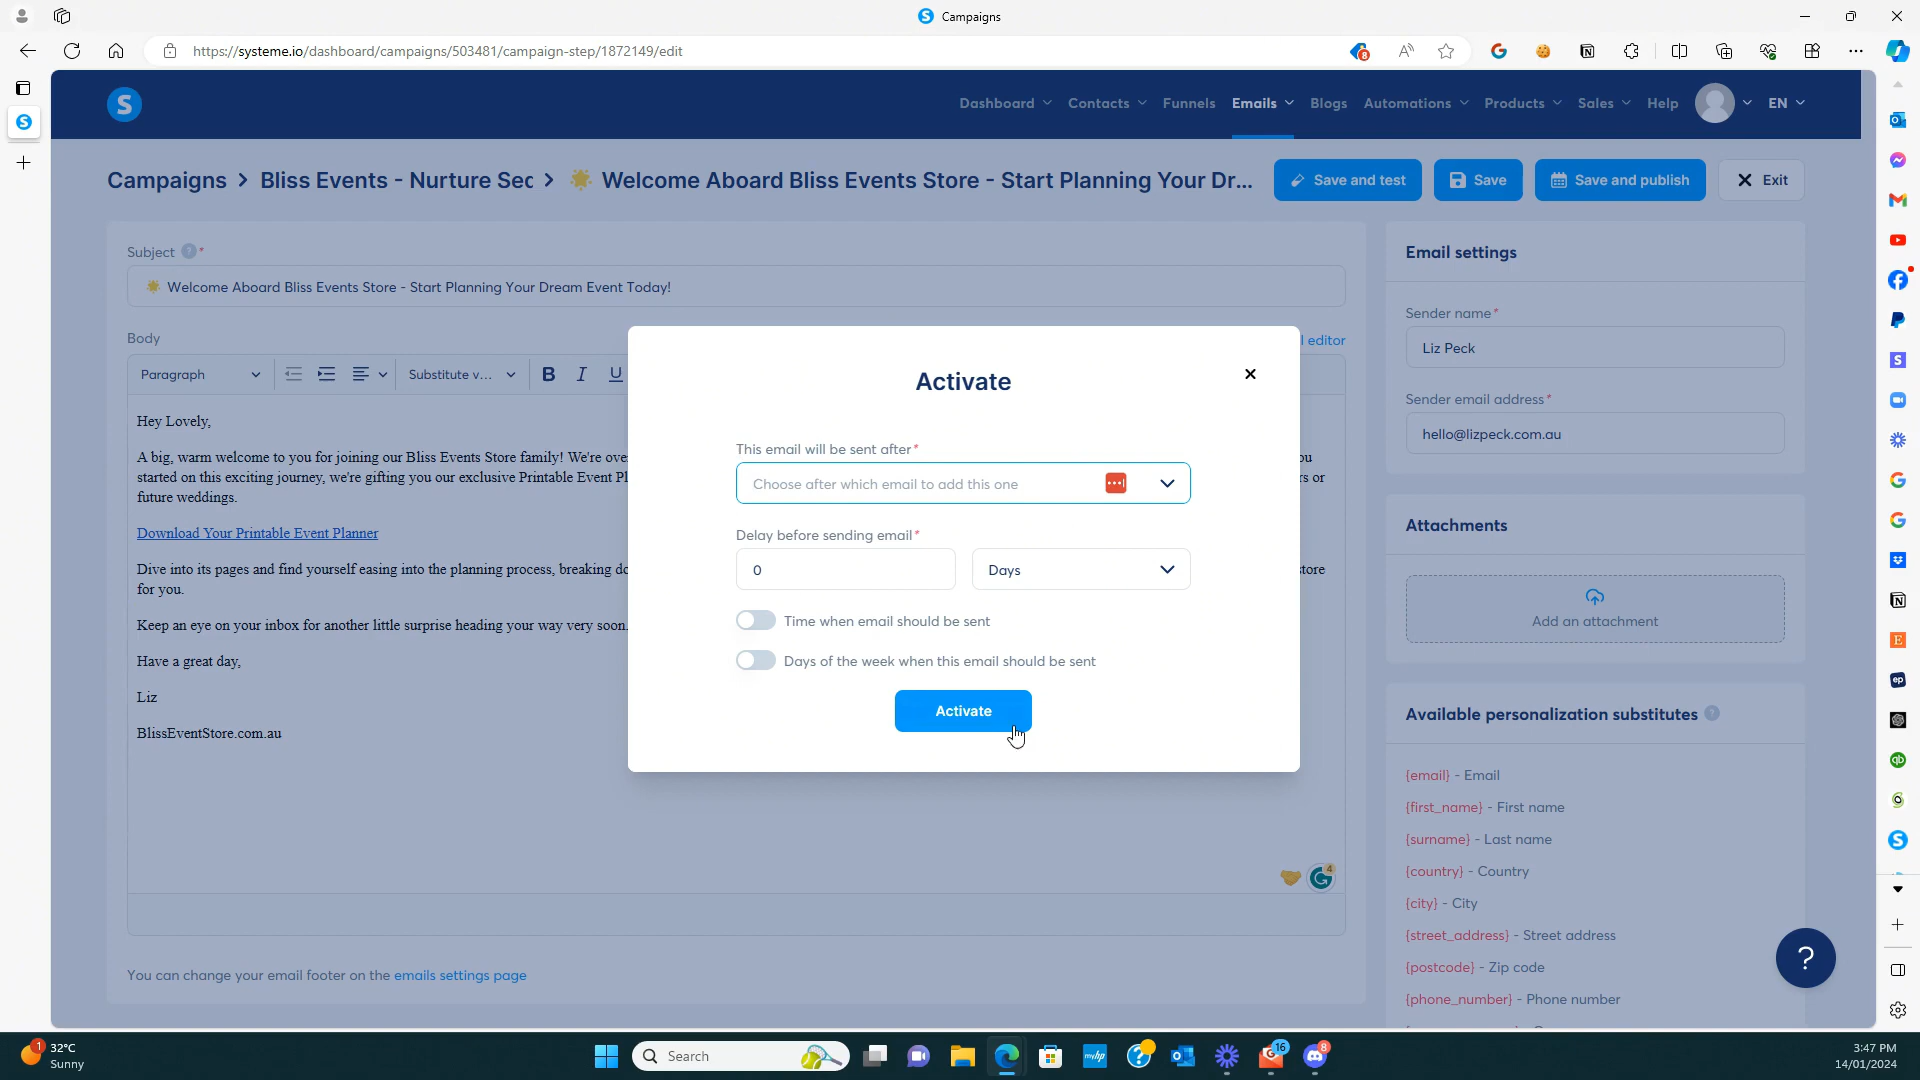 Campaigns
https://systeme.io/dashboard/campaigns/503481/campaign-step/1872149/edit
8
S
Dashboard Contacts Funnels Emails Blogs Automations Products Sales Help EN
Campaigns > Bliss Events - Nurture Sec > Welcome Aboard Bliss Events Store - Start Planning Your Dr...
Save and test
Save
Save and publish
Exit
Subject ? *
Welcome Aboard Bliss Events Store - Start Planning Your Dream Event Today!
Body
l editor
Paragraph
Substitute v...
B I U
Hey Lovely,
A big, warm welcome to you for joining our Bliss Events Store family! We're ove
ou
started on this exciting journey, we're gifting you our exclusive Printable Event Pl
rs or
future weddings.
Download Your Printable Event Planner
Dive into its pages and find yourself easing into the planning process, breaking do
store
for you.
Keep an eye on your inbox for another little surprise heading your way very soon.
Have a great day,
Liz
BlissEventStore.com.au
4
You can change your email footer on the emails settings page
Activate
This email will be sent after*
Choose after which email to add this one
Delay before sending email*
0
Days
Time when email should be sent
Days of the week when this email should be sent
Activate
Email settings
Sender name*
Liz Peck
Sender email address*
hello@lizpeck.com.au
Attachments
Add an attachment
Available personalization substitutes ?
{email} - Email
{first_name} - First name
{surname} - Last name
{country} - Country
{city} - City
{street_address} - Street address
{postcode} - Zip code
{phone_number} - Phone number
?
1
32°C
Sunny
Search
myhp
16
8
3:47 PM
14/01/2024